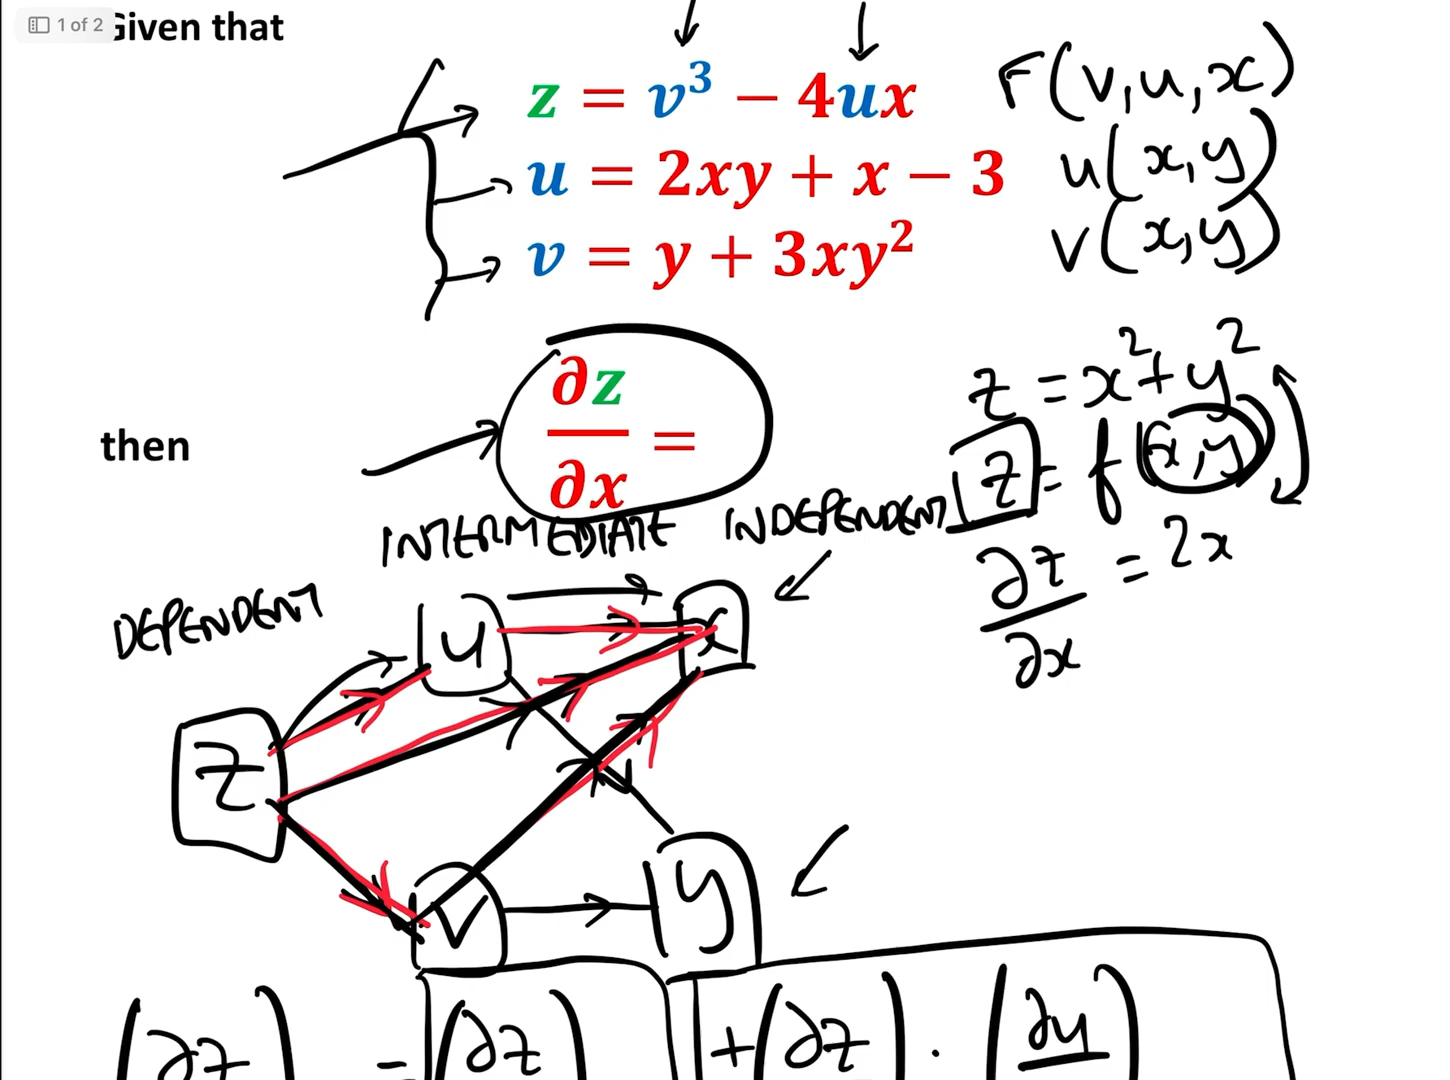 1 of 2
Given that
z = v³ − 4ux F(v,u,x)
u = 2xy + x − 3 u(x,y)
v = y + 3xy² v(x,y)
z = x² + y²
then ∂z/∂x =
z = f(x,y)
INTERMEDIATE INDEPENDENT
∂z/∂x = 2x
DEPENDENT
u x
z
v y
(∂z = (∂z) + (∂z) · (∂u)